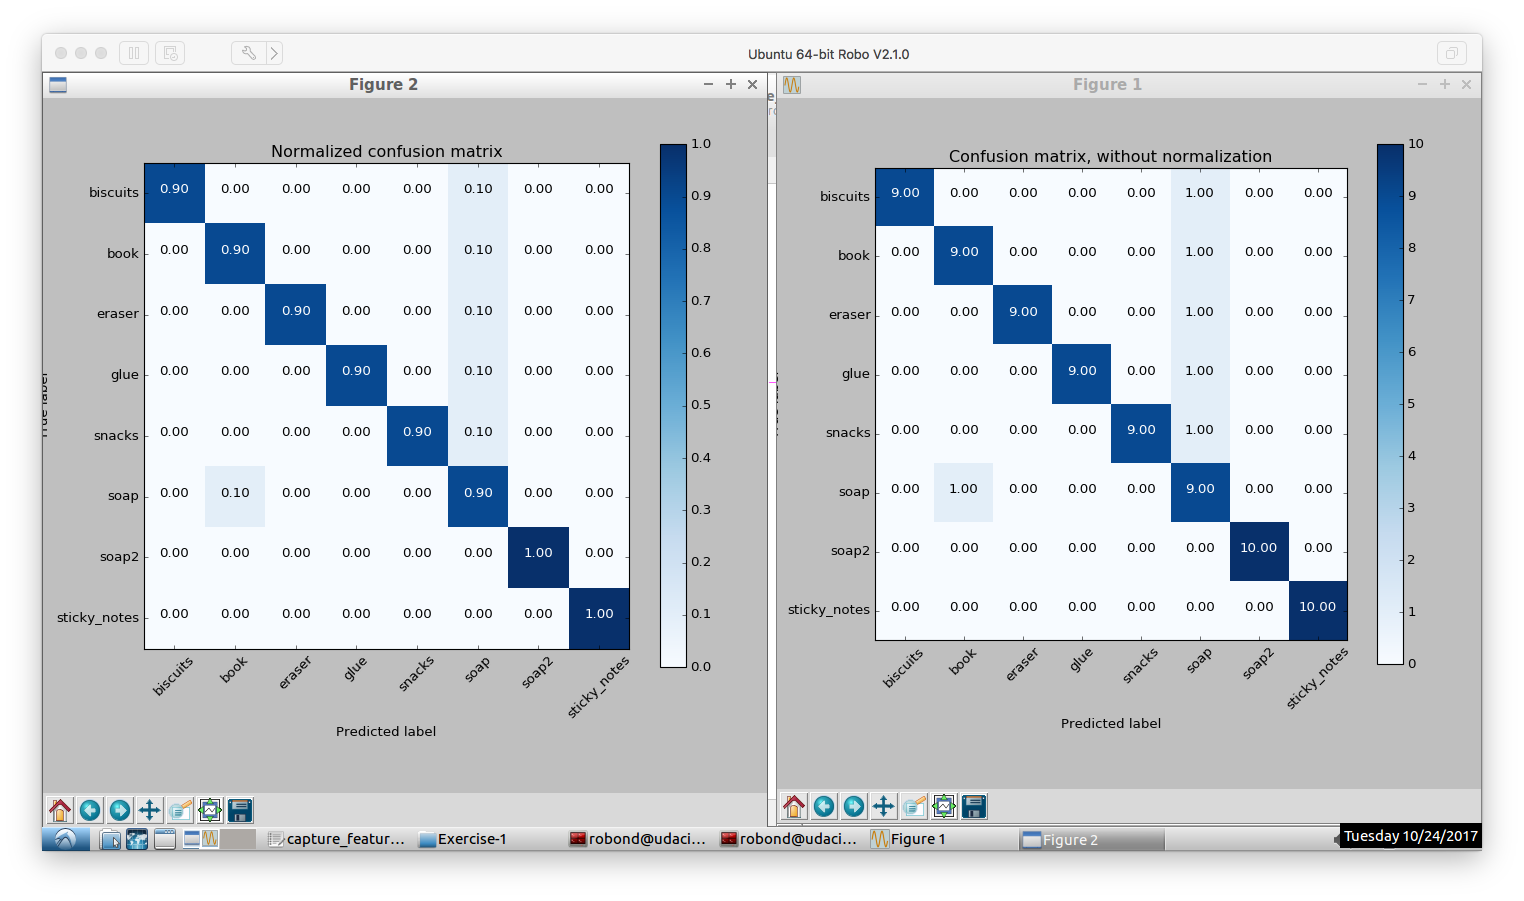 Ubuntu 64-bit Robo V2.1.0
Figure 2
Normalized confusion matrix
biscuits 0.90 0.00 0.00 0.00 0.00 0.10 0.00 0.00
book 0.00 0.90 0.00 0.00 0.00 0.10 0.00 0.00
eraser 0.00 0.00 0.90 0.00 0.00 0.10 0.00 0.00
glue 0.00 0.00 0.00 0.90 0.00 0.10 0.00 0.00
snacks 0.00 0.00 0.00 0.00 0.90 0.10 0.00 0.00
soap 0.00 0.10 0.00 0.00 0.00 0.90 0.00 0.00
soap2 0.00 0.00 0.00 0.00 0.00 0.00 1.00 0.00
sticky_notes 0.00 0.00 0.00 0.00 0.00 0.00 0.00 1.00
biscuits book eraser glue snacks soap soap2 sticky_notes
Predicted label
1.0
0.9
0.8
0.7
0.6
0.5
0.4
0.3
0.2
0.1
0.0
Figure 1
Confusion matrix, without normalization
biscuits 9.00 0.00 0.00 0.00 0.00 1.00 0.00 0.00
book 0.00 9.00 0.00 0.00 0.00 1.00 0.00 0.00
eraser 0.00 0.00 9.00 0.00 0.00 1.00 0.00 0.00
glue 0.00 0.00 0.00 9.00 0.00 1.00 0.00 0.00
snacks 0.00 0.00 0.00 0.00 9.00 1.00 0.00 0.00
soap 0.00 1.00 0.00 0.00 0.00 9.00 0.00 0.00
soap2 0.00 0.00 0.00 0.00 0.00 0.00 10.00 0.00
sticky_notes 0.00 0.00 0.00 0.00 0.00 0.00 0.00 10.00
biscuits book eraser glue snacks soap soap2 sticky_notes
Predicted label
10
9
8
7
6
5
4
3
2
1
0
capture_featur... Exercise-1 robond@udaci... robond@udaci... Figure 1 Figure 2 Tuesday 10/24/2017